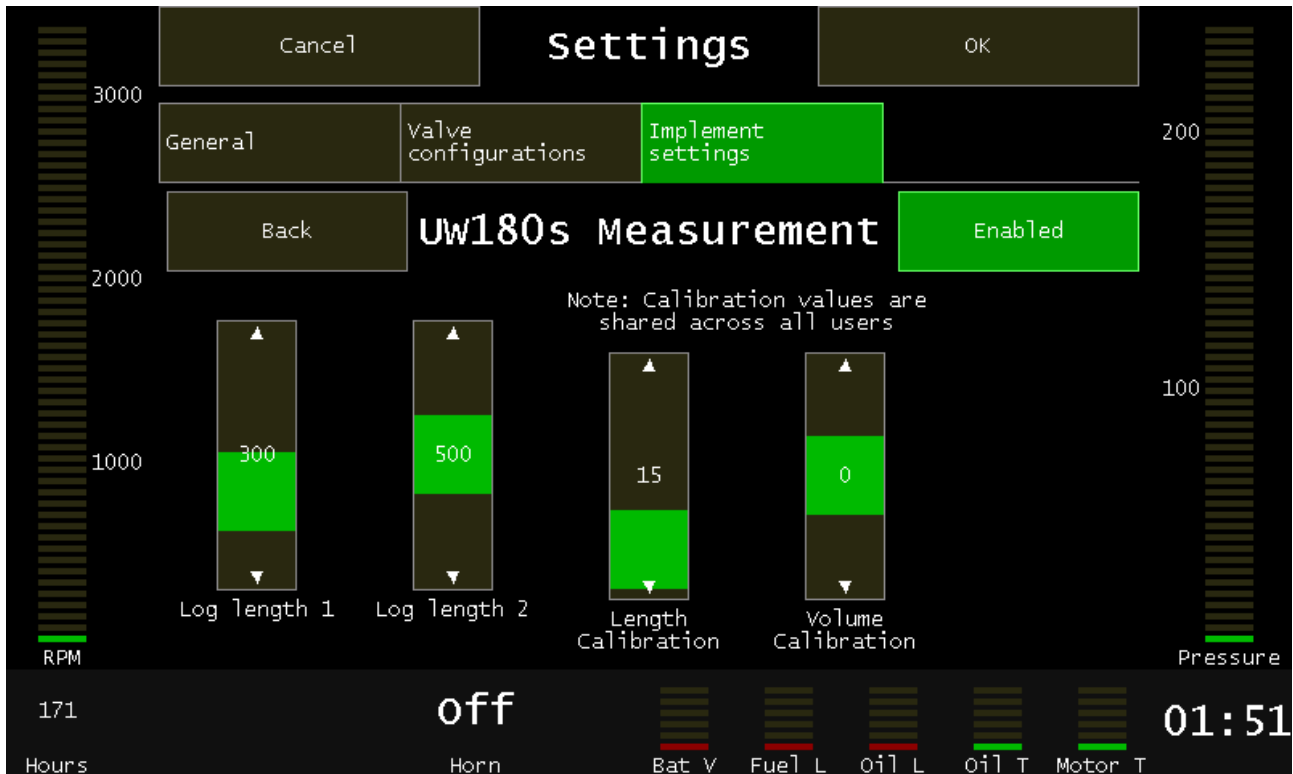 Cancel
Settings
OK
3000
General
Valve
configurations
Implement
settings
200
Back
UW180s Measurement
Enabled
2000
Note: Calibration values are
shared across all users
100
300
500
15
0
1000
Log length 1
Log length 2
Length
Calibration
Volume
Calibration
RPM
Pressure
171
Off
01:51
Hours
Horn
Bat V
Fuel L
Oil L
Oil T
Motor T